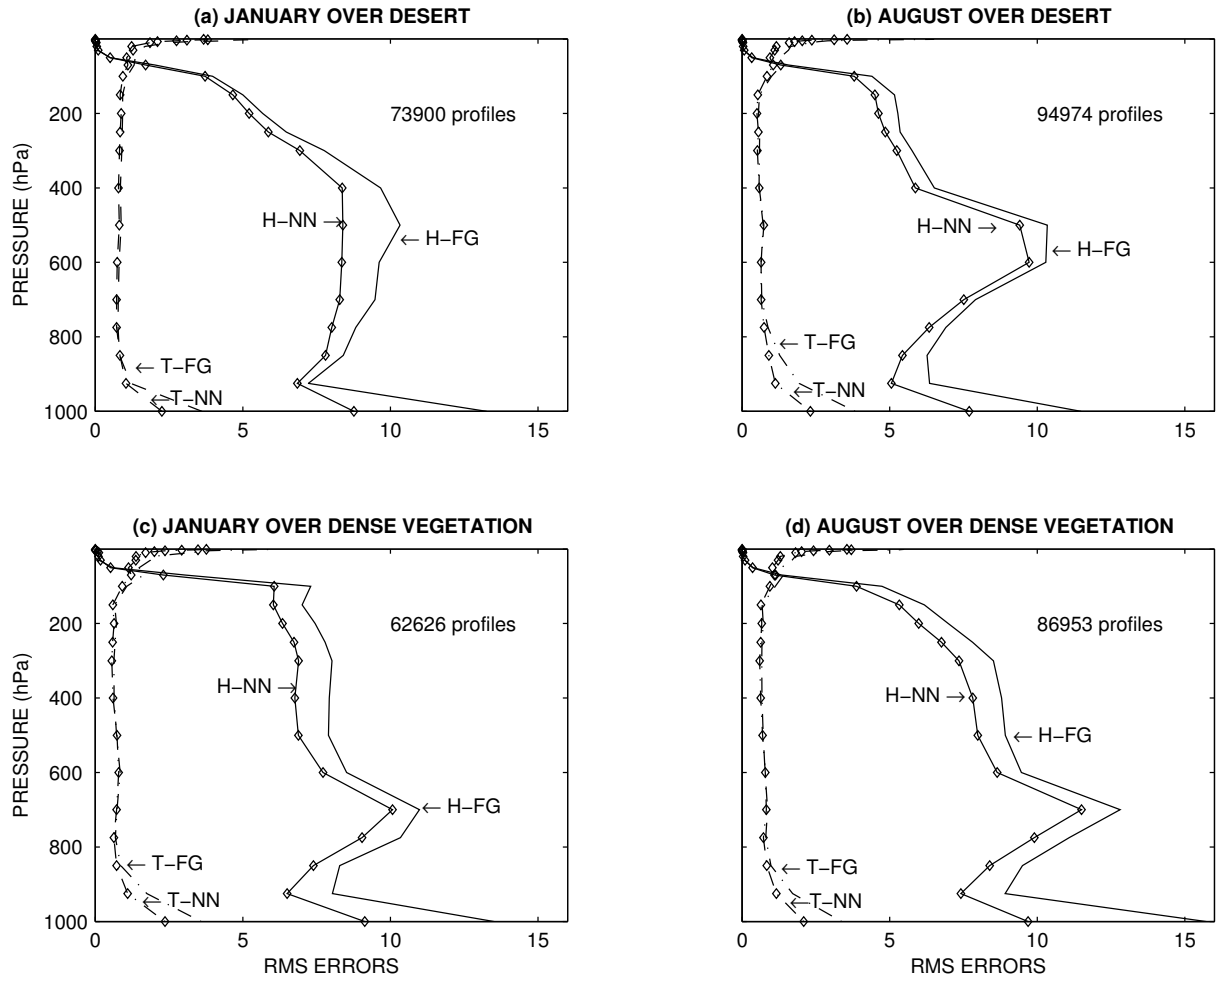 (a) JANUARY OVER DESERT
(b) AUGUST OVER DESERT
73900 profiles
94974 profiles
200
400
600
800
1000
PRESSURE (hPa)
H−NN →
← H−FG
← T−FG
← T−NN
0
5
10
15
200
400
600
800
1000
H−NN →
← H−FG
← T−FG
← T−NN
0
5
10
15
(c) JANUARY OVER DENSE VEGETATION
(d) AUGUST OVER DENSE VEGETATION
62626 profiles
86953 profiles
200
400
600
800
1000
PRESSURE (hPa)
H−NN →
← H−FG
← T−FG
← T−NN
0
5
10
15
RMS ERRORS
200
400
600
800
1000
H−NN →
← H−FG
← T−FG
← T−NN
0
5
10
15
RMS ERRORS